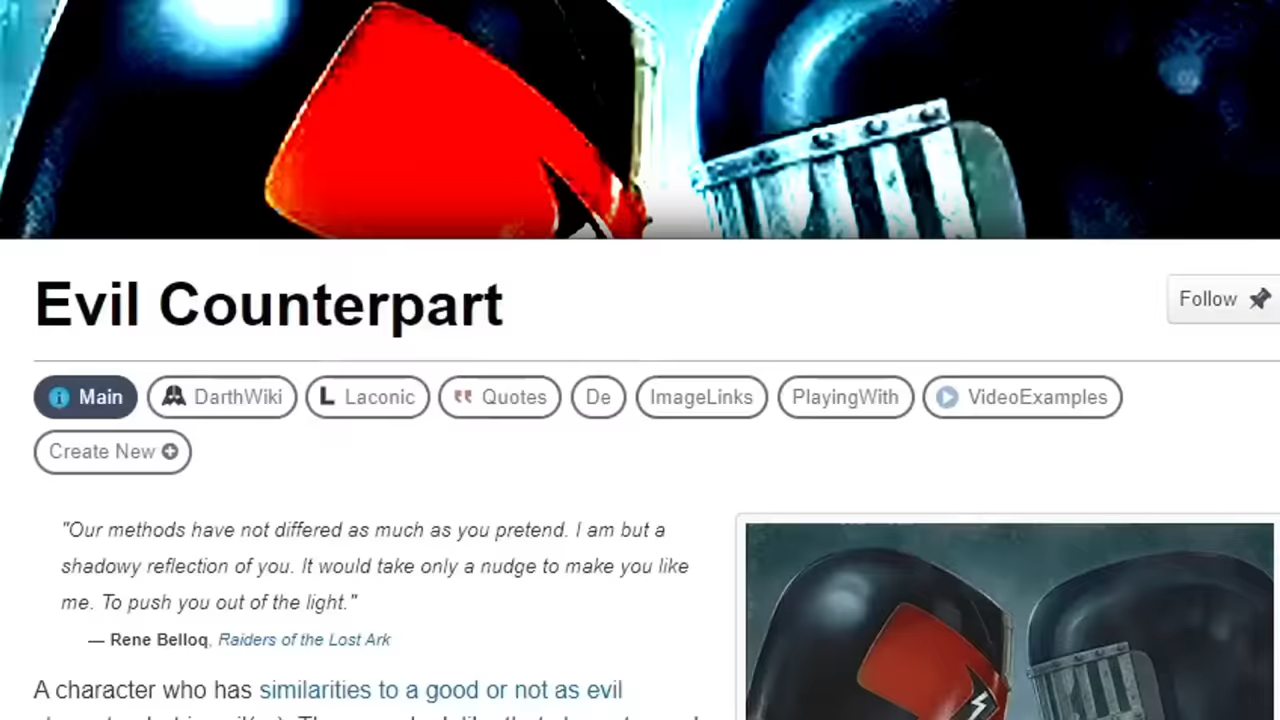 Evil Counterpart
Follow
Main DarthWiki Laconic Quotes De ImageLinks PlayingWith VideoExamples
Create New
"Our methods have not differed as much as you pretend. I am but a
shadowy reflection of you. It would take only a nudge to make you like
me. To push you out of the light."
— Rene Belloq, Raiders of the Lost Ark
A character who has similarities to a good or not as evil